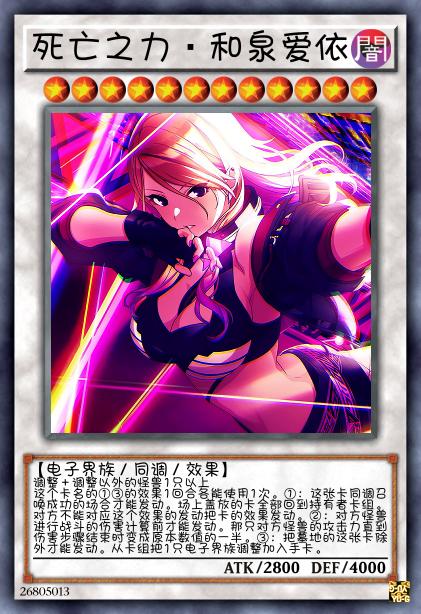 死亡之力·和泉爱依 闇
【电子界族/同调/效果】
调整+调整以外的怪兽1只以上
这个卡名的①③的效果1回合各能使用1次。①:这张卡同调召
唤成功的场合才能发动。场上盖放的卡全部回到持有者卡组。
对方不能对应这个效果的发动把卡的效果发动。②:对方怪兽
进行战斗的伤害计算前才能发动。那只对方怪兽的攻击力直到
伤害步骤结束时变成原本数值的一半。③:把墓地的这张卡除
外才能发动。从卡组把1只电子界族调整加入手卡。
ATK/2800 DEF/4000
26805013